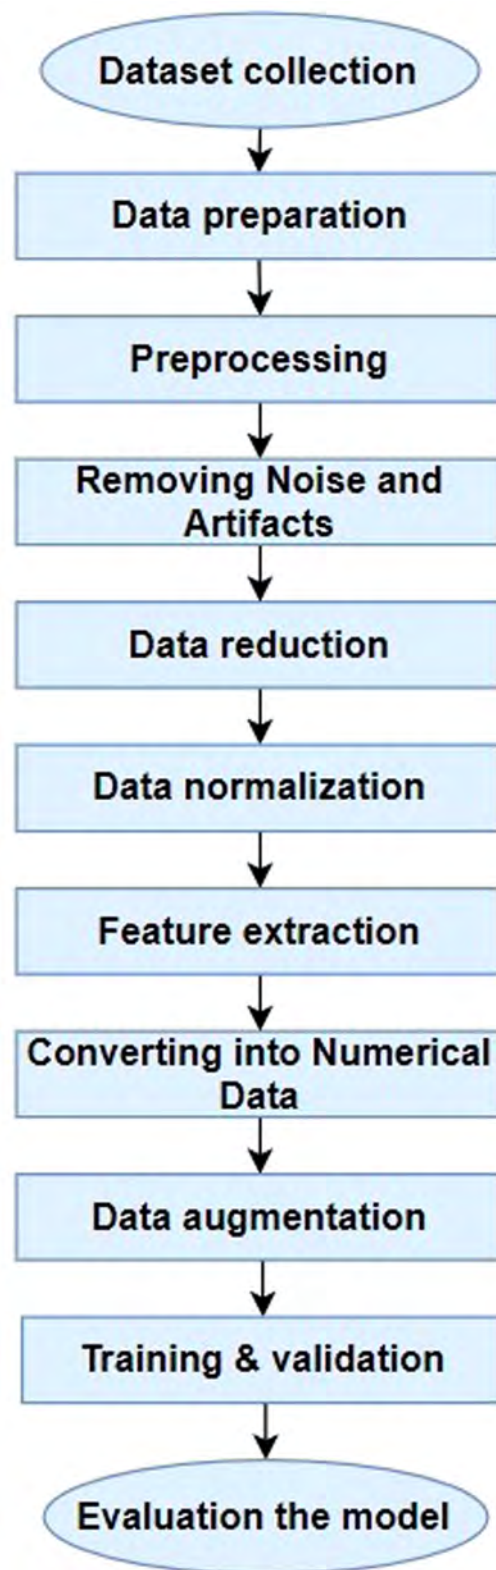 Dataset collection
Data preparation
Preprocessing
Removing Noise and
Artifacts
Data reduction
Data normalization
Feature extraction
Converting into Numerical
Data
Data augmentation
Training & validation
Evaluation the model